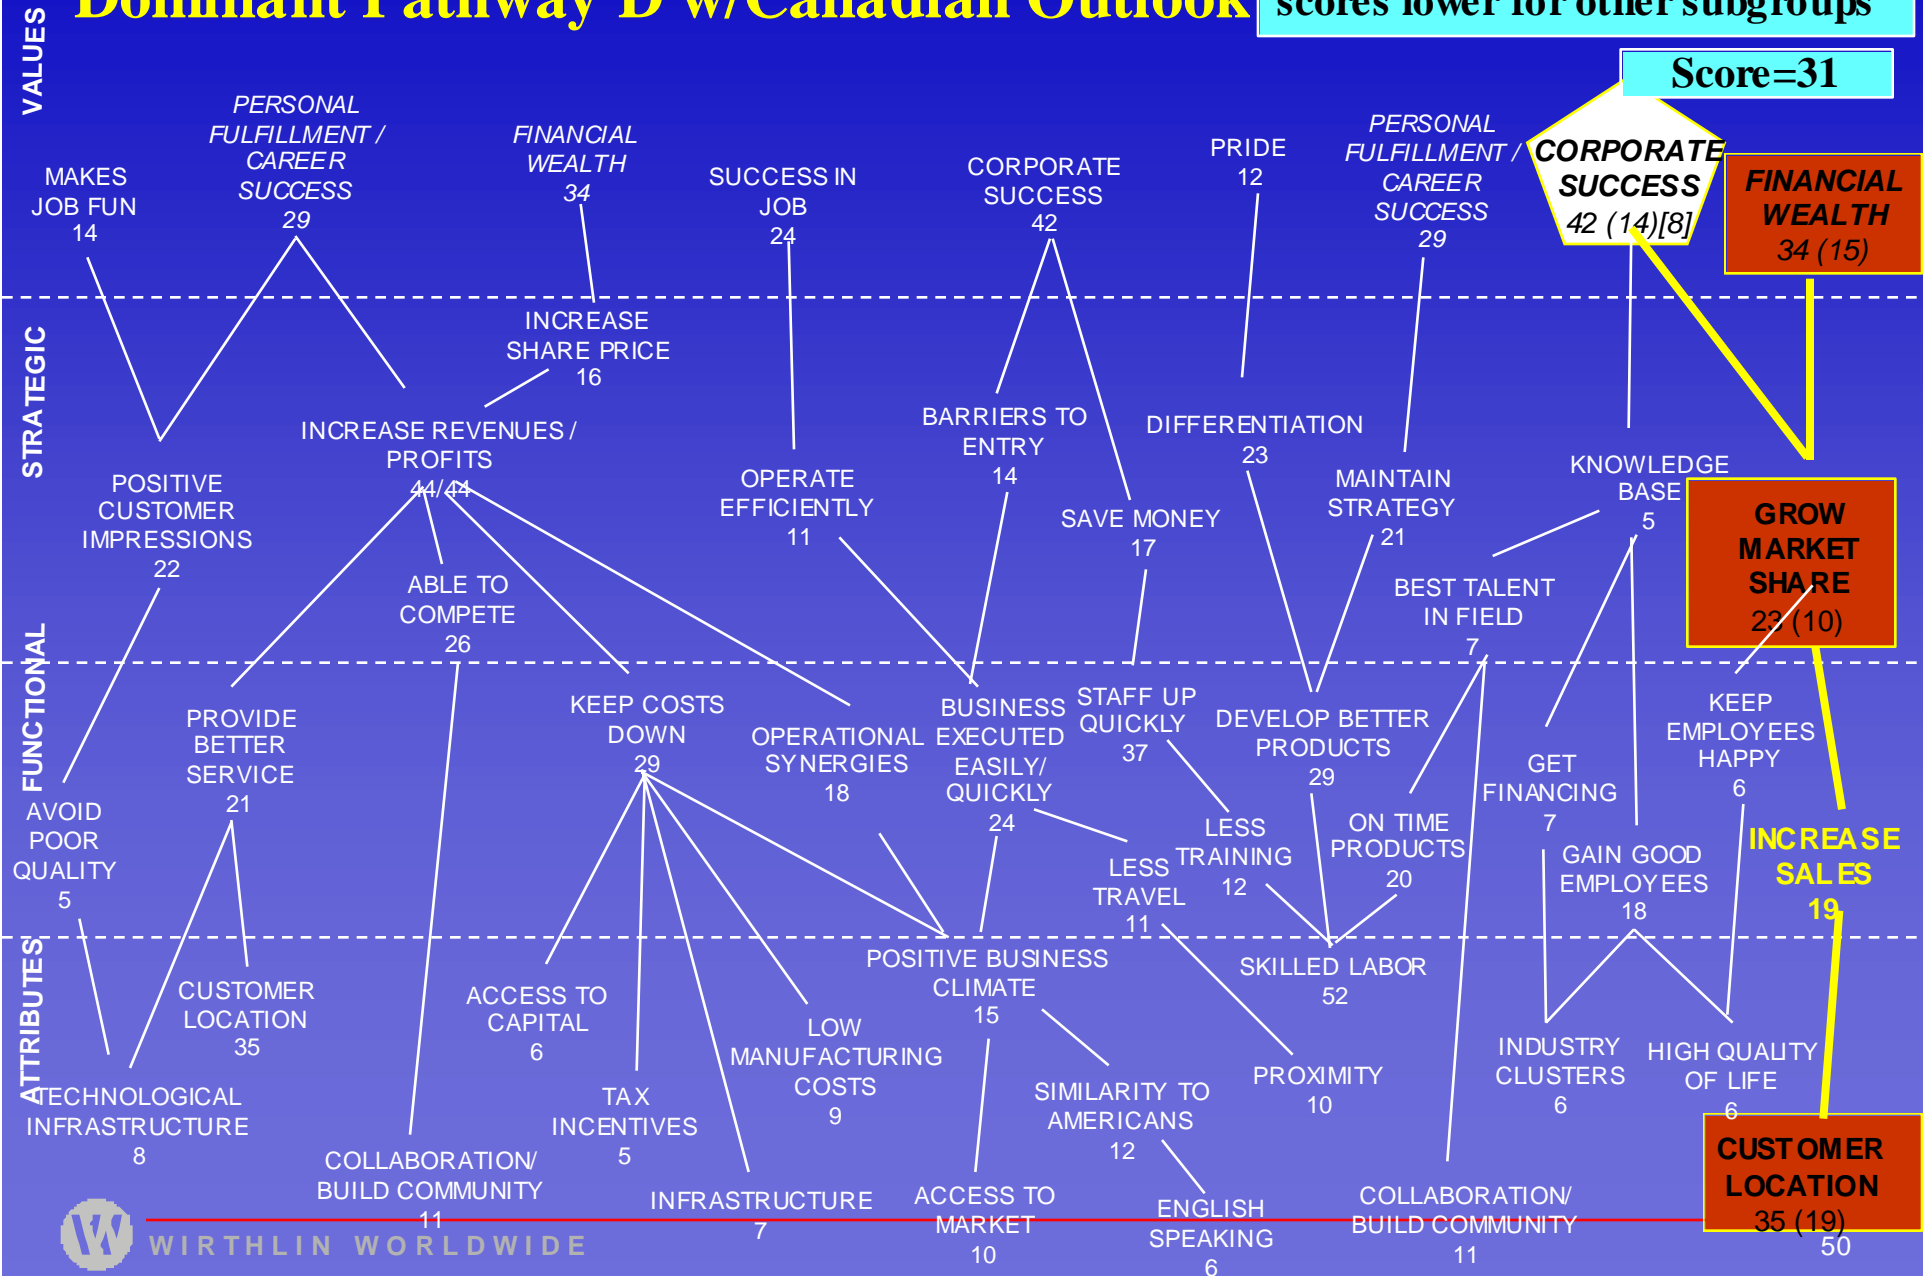 Dominant Pathway D w/Canadian Outlook
scores lower for other subgroups
Score=31
VALUES
MAKES
JOB FUN
14
PERSONAL
FULFILLMENT /
CAREER
SUCCESS
29
FINANCIAL
WEALTH
34
SUCCESS IN
JOB
24
CORPORATE
SUCCESS
42
PRIDE
12
PERSONAL
FULFILLMENT /
CAREER
SUCCESS
29
CORPORATE
SUCCESS
42 (14)[8]
FINANCIAL
WEALTH
34 (15)
STRATEGIC
INCREASE
SHARE PRICE
16
INCREASE REVENUES /
PROFITS
44/44
POSITIVE
CUSTOMER
IMPRESSIONS
22
ABLE TO
COMPETE
26
OPERATE
EFFICIENTLY
11
BARRIERS TO
ENTRY
14
SAVE MONEY
17
DIFFERENTIATION
23
MAINTAIN
STRATEGY
21
KNOWLEDGE
BASE
5
BEST TALENT
IN FIELD
7
GROW
MARKET
SHARE
23 (10)
FUNCTIONAL
AVOID
POOR
QUALITY
5
PROVIDE
BETTER
SERVICE
21
KEEP COSTS
DOWN
29
OPERATIONAL
SYNERGIES
18
BUSINESS
EXECUTED
EASILY/
QUICKLY
24
STAFF UP
QUICKLY
37
LESS
TRAVEL
11
LESS
TRAINING
12
DEVELOP BETTER
PRODUCTS
29
ON TIME
PRODUCTS
20
GET
FINANCING
7
GAIN GOOD
EMPLOYEES
18
KEEP
EMPLOYEES
HAPPY
6
INCREASE
SALES
19
ATTRIBUTES
TECHNOLOGICAL
INFRASTRUCTURE
8
CUSTOMER
LOCATION
35
COLLABORATION/
BUILD COMMUNITY
11
ACCESS TO
CAPITAL
6
TAX
INCENTIVES
5
INFRASTRUCTURE
7
LOW
MANUFACTURING
COSTS
9
POSITIVE BUSINESS
CLIMATE
15
ACCESS TO
MARKET
10
SIMILARITY TO
AMERICANS
12
ENGLISH
SPEAKING
6
PROXIMITY
10
SKILLED LABOR
52
COLLABORATION/
BUILD COMMUNITY
11
INDUSTRY
CLUSTERS
6
HIGH QUALITY
OF LIFE
6
CUSTOMER
LOCATION
35 (19)
W
WIRTHLIN WORLDWIDE
50